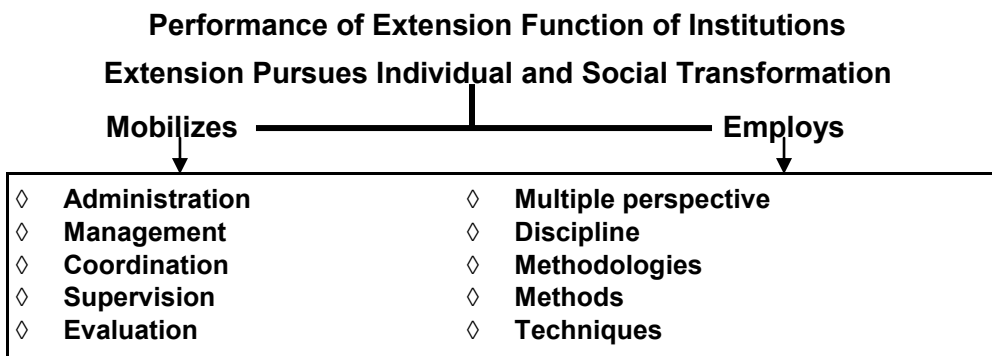 Performance of Extension Function of Institutions
Extension Pursues Individual and Social Transformation
Mobilizes Employs
◊ Administration ◊ Multiple perspective
◊ Management ◊ Discipline
◊ Coordination ◊ Methodologies
◊ Supervision ◊ Methods
◊ Evaluation ◊ Techniques